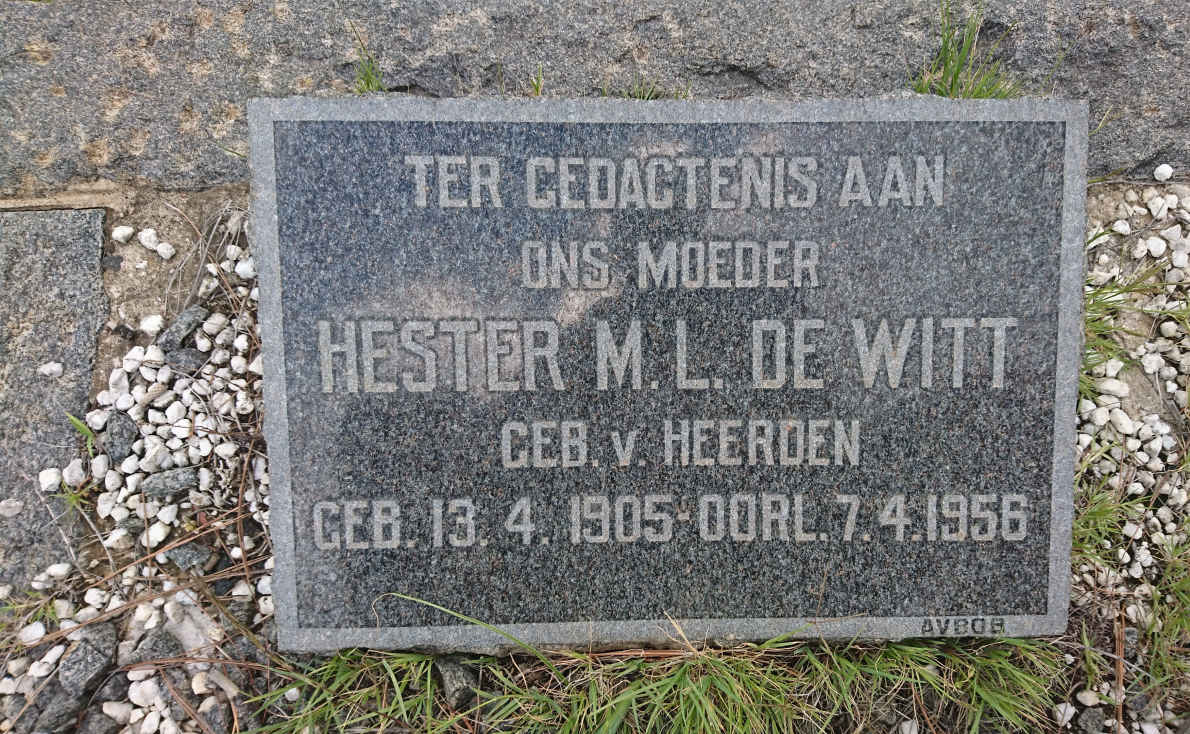 TER GEDAGTENIS AAN
ONS MOEDER
HESTER M. L. DE WITT
GEB. v. HEERDEN
GEB. 13. 4. 1905-OORL. 7. 4. 1956
AVBOB